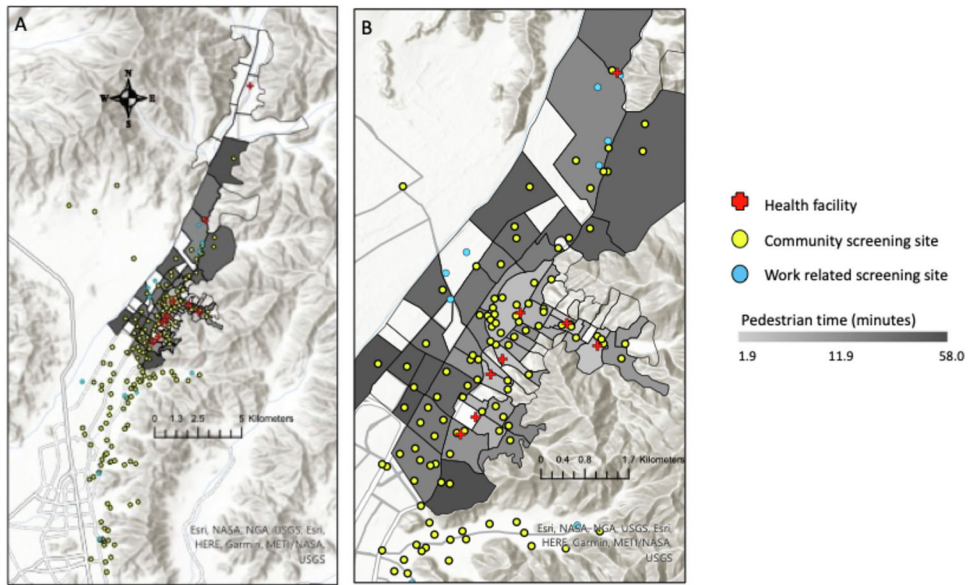 A
N
W E
S
0 1.3 2.5 5 Kilometers
Esri, NASA, NGA, USGS, Esri,
HERE, Garmin, METI/NASA,
USGS
B
0 0.4 0.8 1.7 Kilometers
Esri, NASA, NGA, USGS, Esri,
HERE, Garmin, METI/NASA,
USGS
Health facility
Community screening site
Work related screening site
Pedestrian time (minutes)
1.9 11.9 58.0